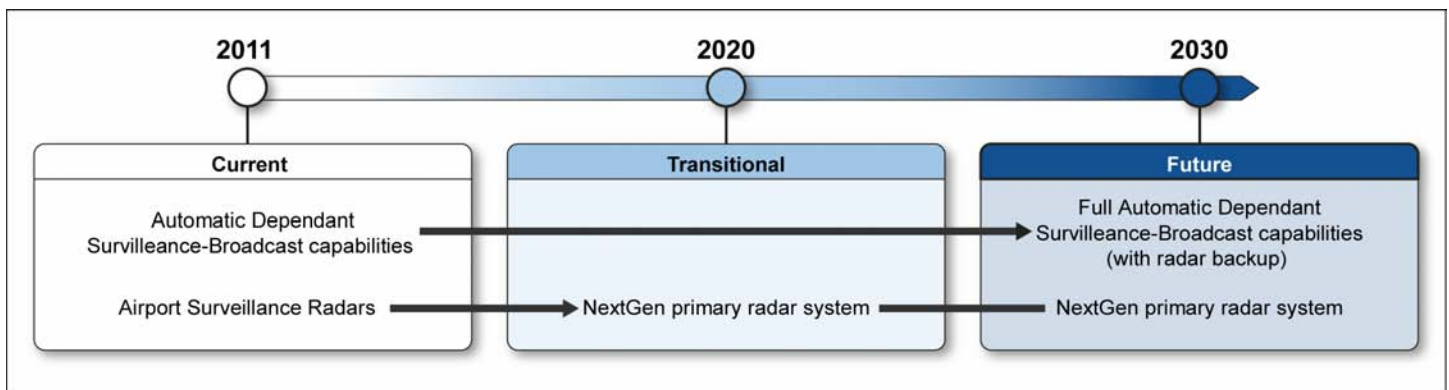 2011
2020
2030
Current
Transitional
Future
Automatic Dependant
Survilleance-Broadcast capabilities
Full Automatic Dependant
Survilleance-Broadcast capabilities
(with radar backup)
Airport Surveillance Radars
NextGen primary radar system
NextGen primary radar system